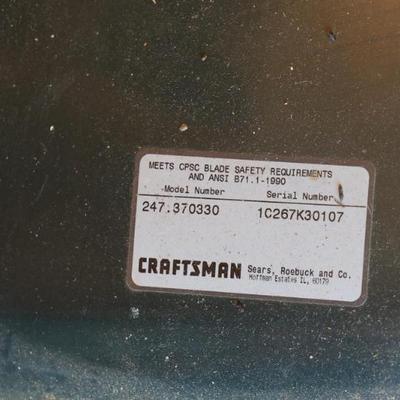 MEETS CPSC BLADE SAFETY REQUIREMENTS
AND ANSI B71.1-1990
Model Number Serial Number
247.370330 1C267K30107
CRAFTSMAN Sears, Roebuck and Co.
Hoffman Estates IL, 60179